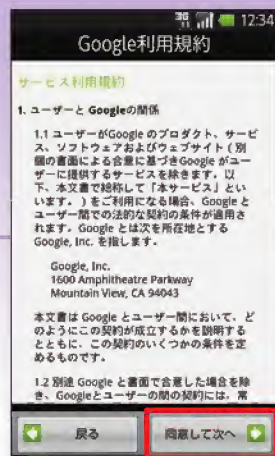 3G 12:34
Google利用規約
サービス利用規約
1. ユーザーと Googleの関係
1.1 ユーザーがGoogle のプロダクト、サービ
ス、ソフトウェアおよびウェブサイト ( 別
個の書面による合意に基づきGoogle がユー
ザーに提供するサービスを除きます。以
下、本文書で総称して「本サービス」とい
います。 ) をご利用になる場合、Google と
ユーザー間での法的な契約の条件が適用さ
れます。Google とは次を所在地とする
Google, Inc. を指します。
Google, Inc.
1600 Amphitheatre Parkway
Mountain View, CA 94043
本文書は Google とユーザー間において、ど
のようにこの契約が成立するかを説明する
とともに、この契約のいくつかの条件を定
めるものです。
1.2 別途 Google と書面で合意した場合を除
き、Googleとユーザーの間の契約には、常
戻る
同意して次へ